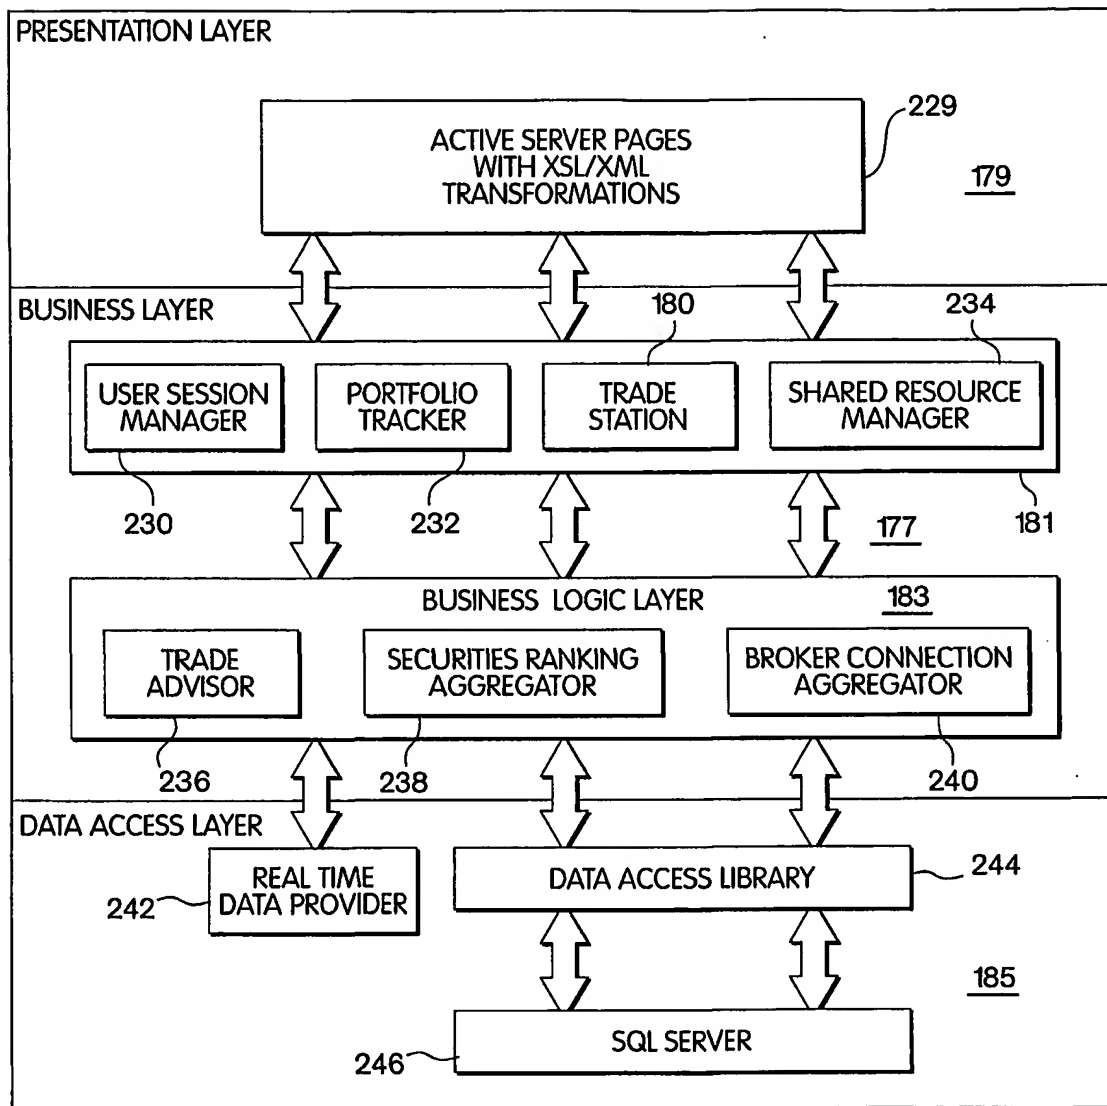 PRESENTATION LAYER
229
ACTIVE SERVER PAGES
WITH XSL/XML
TRANSFORMATIONS
179
BUSINESS LAYER
180
234
USER SESSION
MANAGER
PORTFOLIO
TRACKER
TRADE
STATION
SHARED RESOURCE
MANAGER
230
232
181
177
BUSINESS LOGIC LAYER
183
TRADE
ADVISOR
SECURITIES RANKING
AGGREGATOR
BROKER CONNECTION
AGGREGATOR
236
238
240
DATA ACCESS LAYER
REAL TIME
DATA PROVIDER
242
DATA ACCESS LIBRARY
244
185
SQL SERVER
246